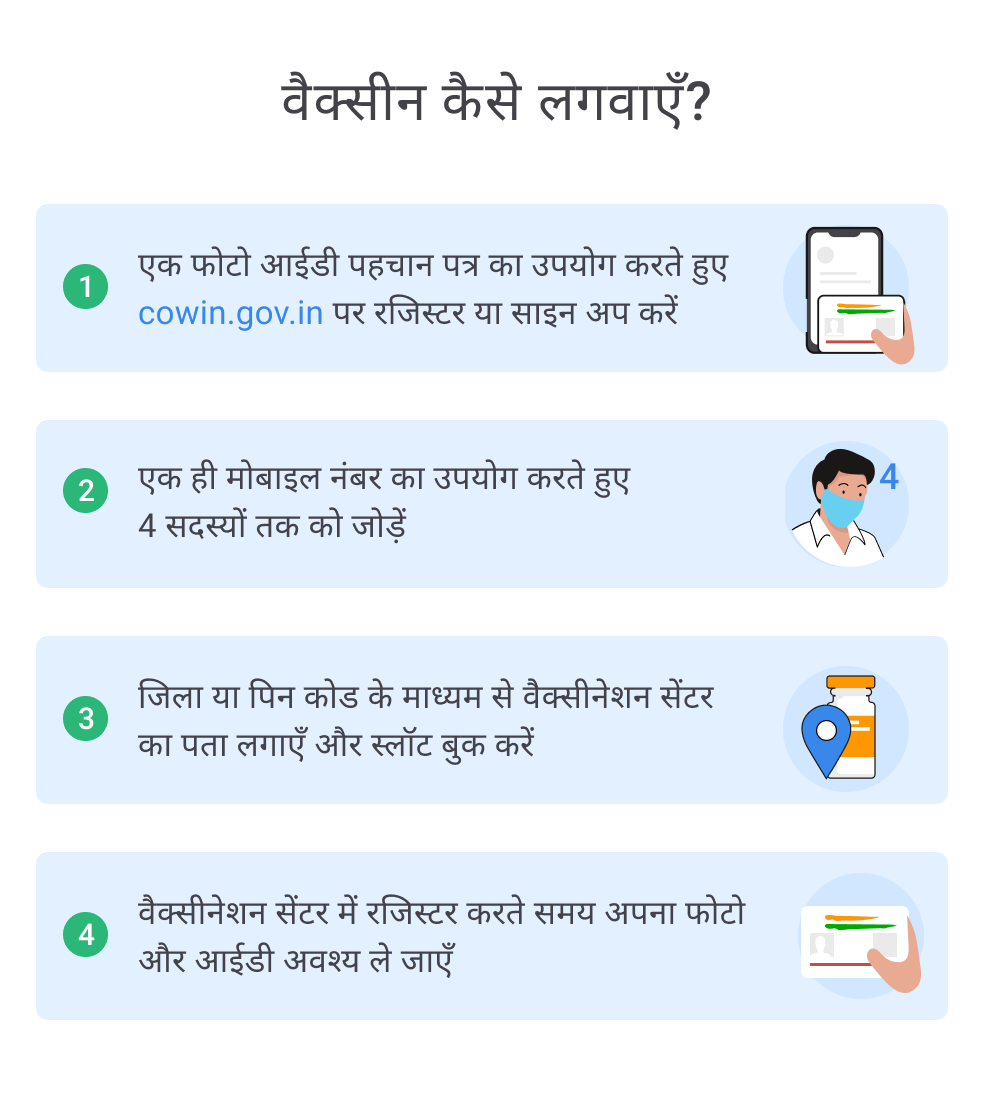 वैक्सीन कैसे लगवाएँ?
1
एक फोटो आईडी पहचान पत्र का उपयोग करते हुए
cowin.gov.in पर रजिस्टर या साइन अप करें
2
एक ही मोबाइल नंबर का उपयोग करते हुए
4 सदस्यों तक को जोड़ें
4
3
जिला या पिन कोड के माध्यम से वैक्सीनेशन सेंटर
का पता लगाएँ और स्लॉट बुक करें
4
वैक्सीनेशन सेंटर में रजिस्टर करते समय अपना फोटो
और आईडी अवश्य ले जाएँ